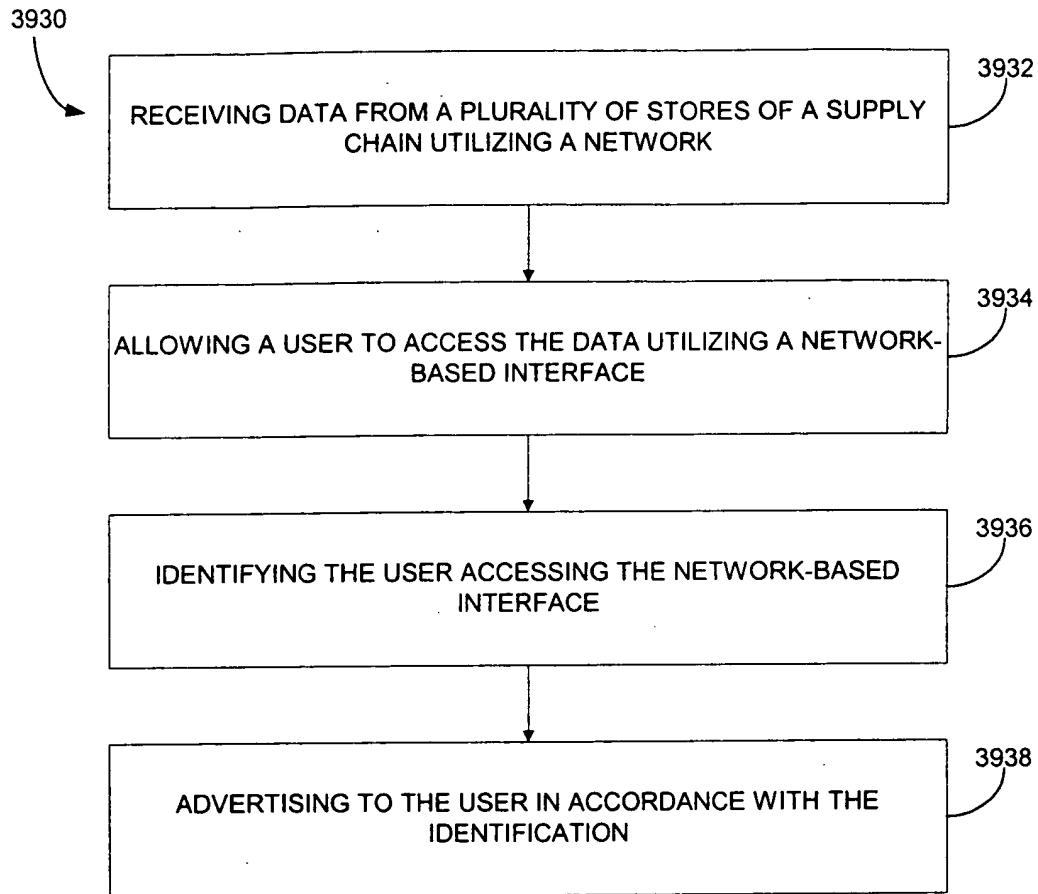 3930
3932
RECEIVING DATA FROM A PLURALITY OF STORES OF A SUPPLY
CHAIN UTILIZING A NETWORK
3934
ALLOWING A USER TO ACCESS THE DATA UTILIZING A NETWORK-
BASED INTERFACE
3936
IDENTIFYING THE USER ACCESSING THE NETWORK-BASED
INTERFACE
3938
ADVERTISING TO THE USER IN ACCORDANCE WITH THE
IDENTIFICATION